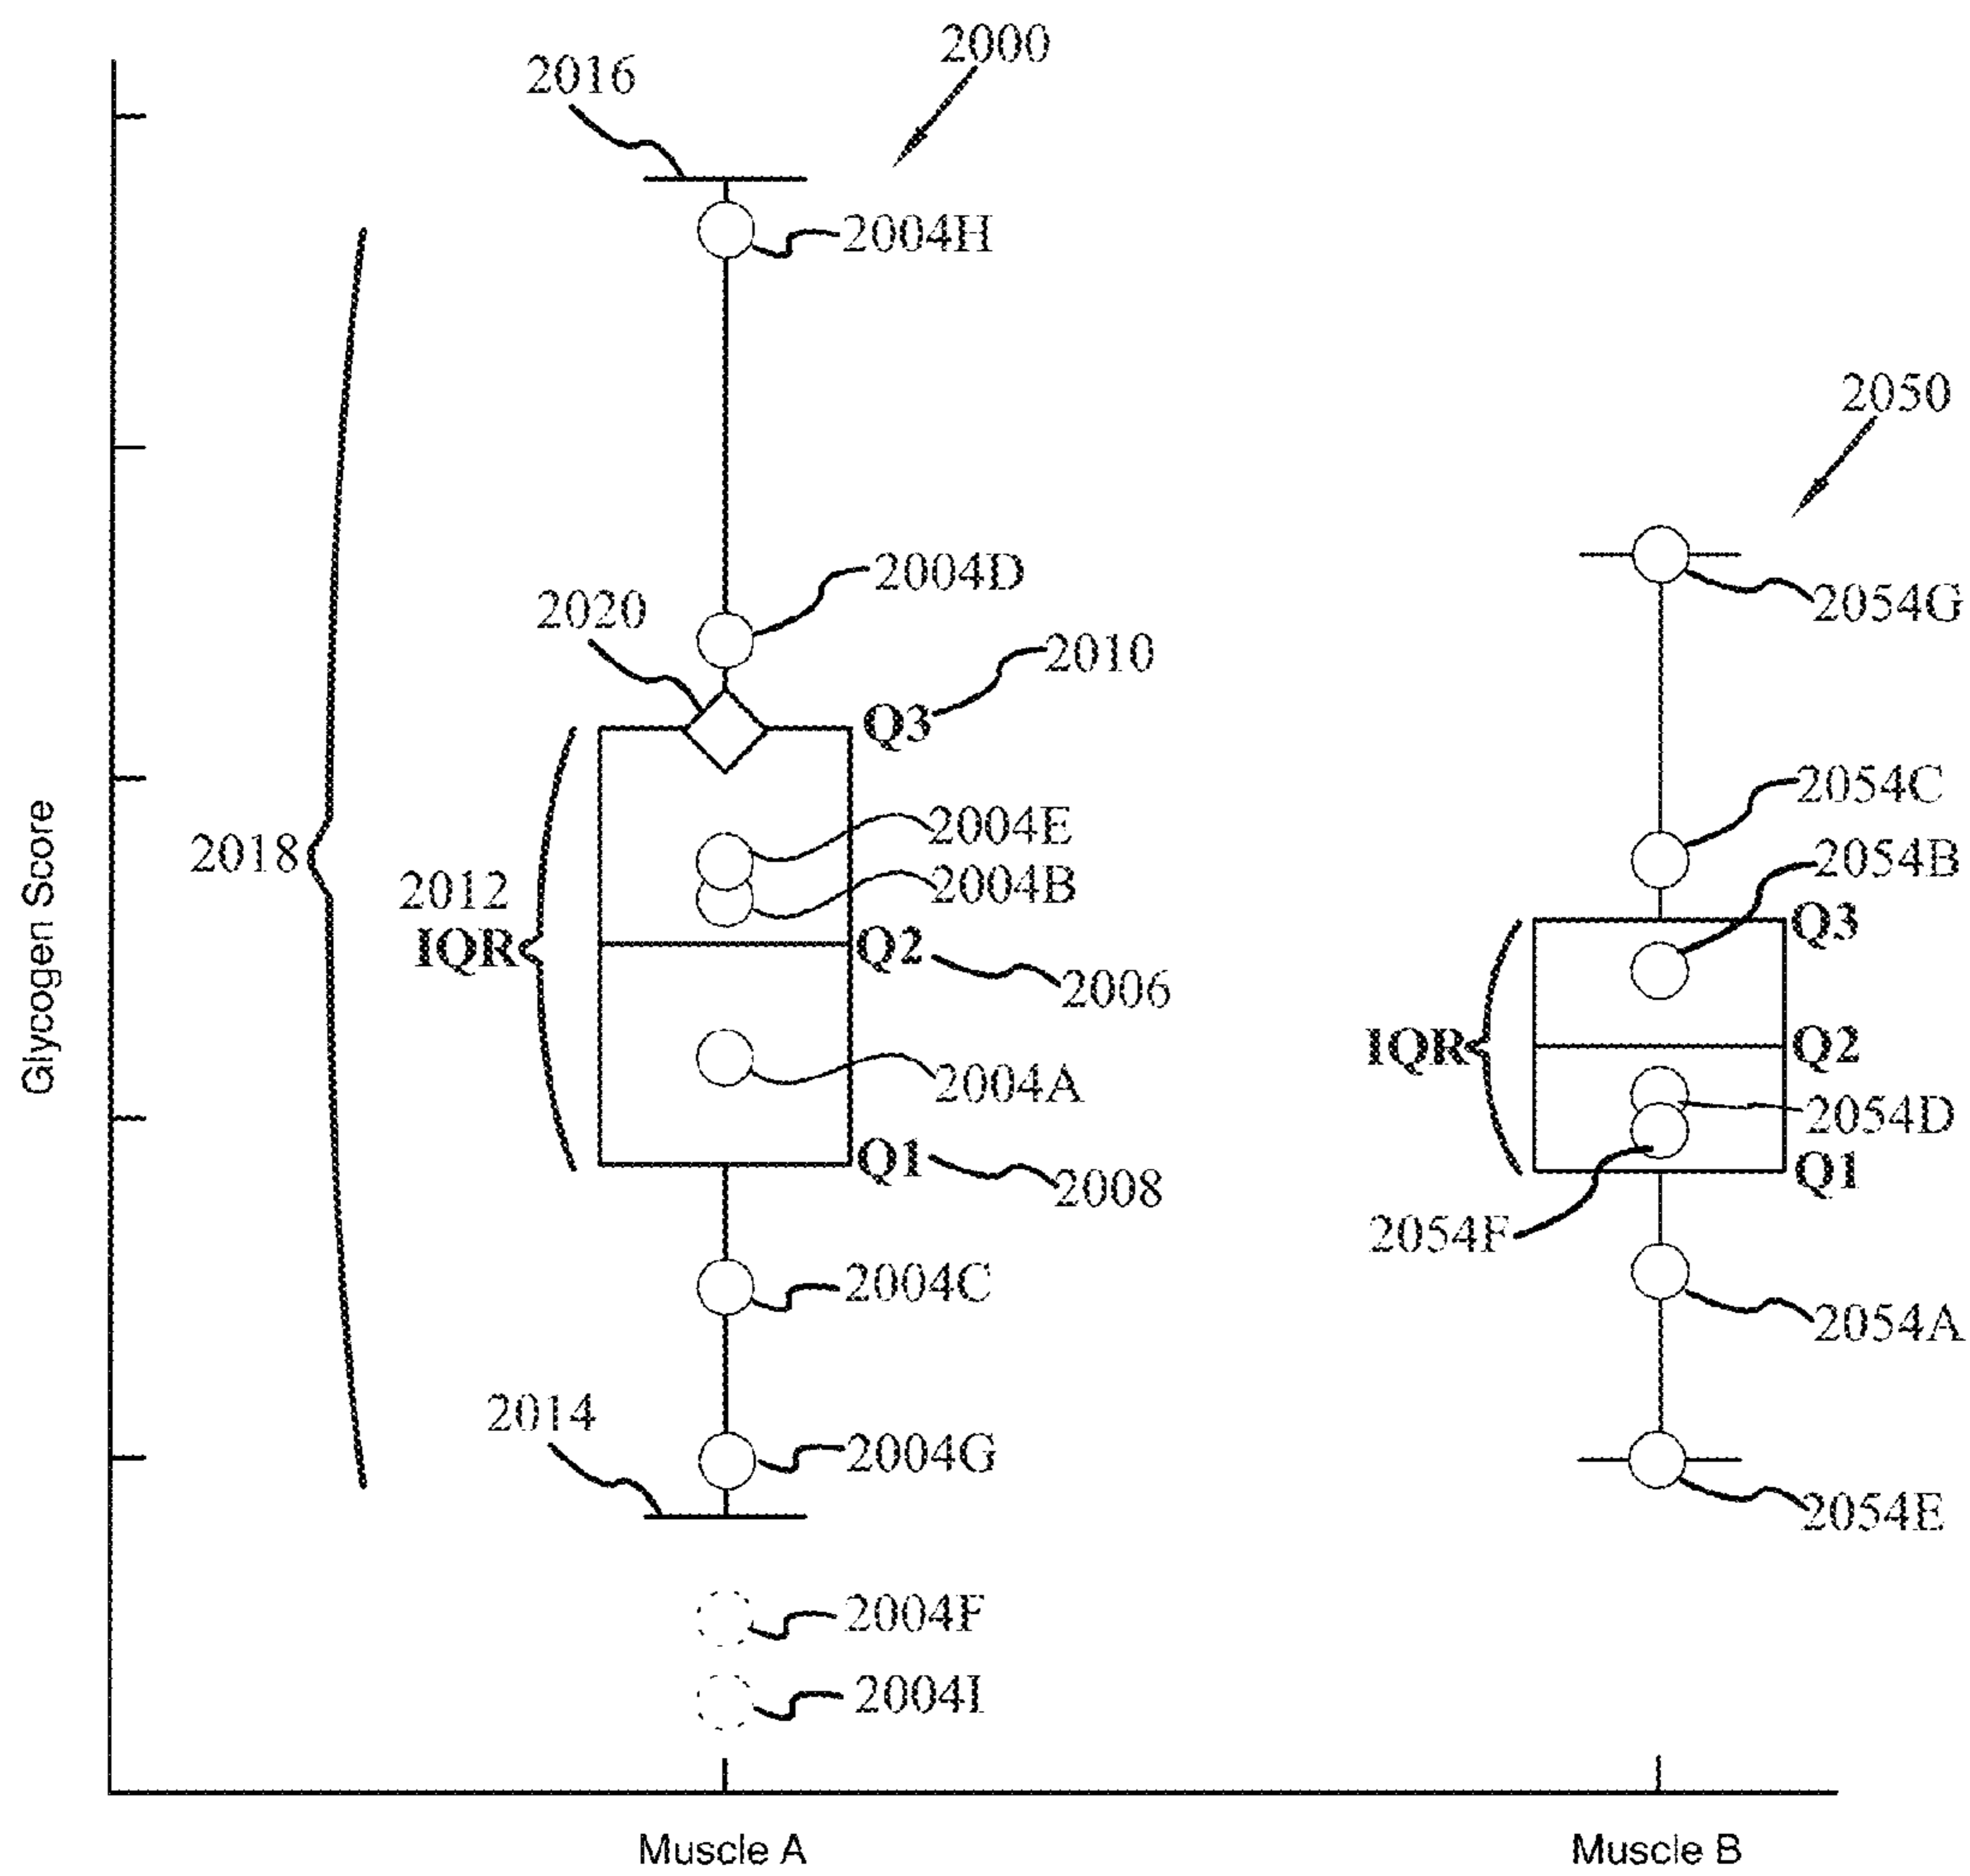 2000
2016
2004H
2050
2004D
2054G
2020
2010
Q3
2054C
2004E
2054B
2018
2012
2004B
Q3
IQR
Q2
2006
IQR
Q2
2004A
2054D
Q1
Q1
2008
2054F
2004C
2054A
2014
2004G
2054E
2004F
2004I
Glycogen Score
Muscle A
Muscle B